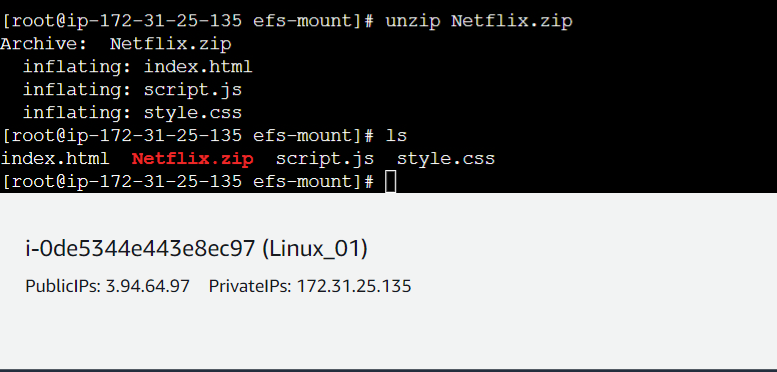 [root@ip-172-31-25-135 efs-mount]# unzip Netflix.zip
Archive:  Netflix.zip
  inflating: index.html
  inflating: script.js
  inflating: style.css
[root@ip-172-31-25-135 efs-mount]# ls
index.html  Netflix.zip  script.js  style.css
[root@ip-172-31-25-135 efs-mount]#
i-0de5344e443e8ec97 (Linux_01)
PublicIPs: 3.94.64.97    PrivateIPs: 172.31.25.135